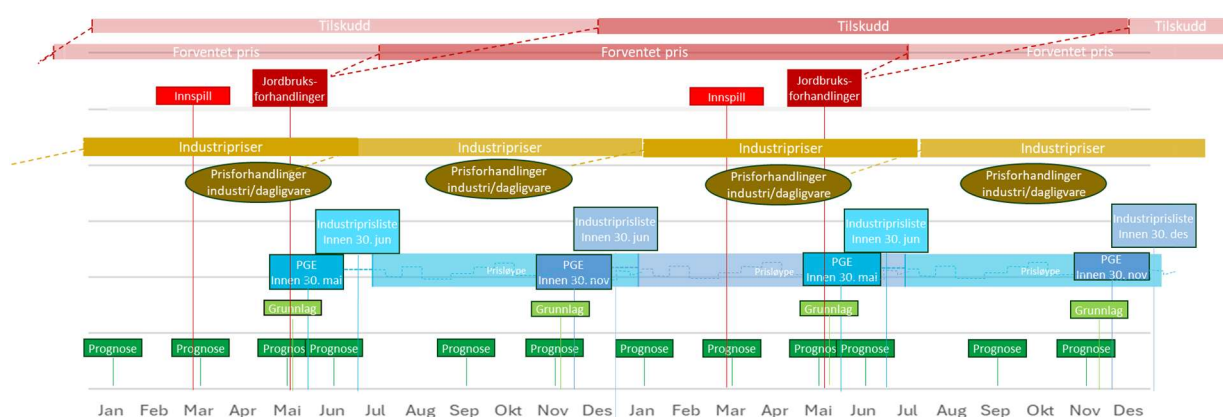 Tilskudd
Tilskudd
Tilskudd
Forventet pris
Forventet pris
Forventet pris
Innspill
Jordbruks-
forhandlinger
Innspill
Jordbruks-
forhandlinger
Industripriser
Industripriser
Industripriser
Industripriser
Prisforhandlinger
industri/dagligvare
Prisforhandlinger
industri/dagligvare
Prisforhandlinger
industri/dagligvare
Prisforhandlinger
industri/dagligvare
Industriprisliste
Innen 30. jun
Industriprisliste
Innen 30. jun
Industriprisliste
Innen 30. jun
Industriprisliste
Innen 30. des
PGE
Innen 30. mai
Prisløype
PGE
Innen 30. nov
Prisløype
PGE
Innen 30. mai
Prisløype
PGE
Innen 30. nov
Grunnlag
Grunnlag
Grunnlag
Grunnlag
Prognose
Prognose
Prognos
Prognose
Prognose
Prognose
Prognose
Prognose
Prognose
Prognose
Prognose
Prognose
Jan Feb Mar Apr Mai Jun Jul Aug Sep Okt Nov Des Jan Feb Mar Apr Mai Jun Jul Aug Sep Okt Nov Des